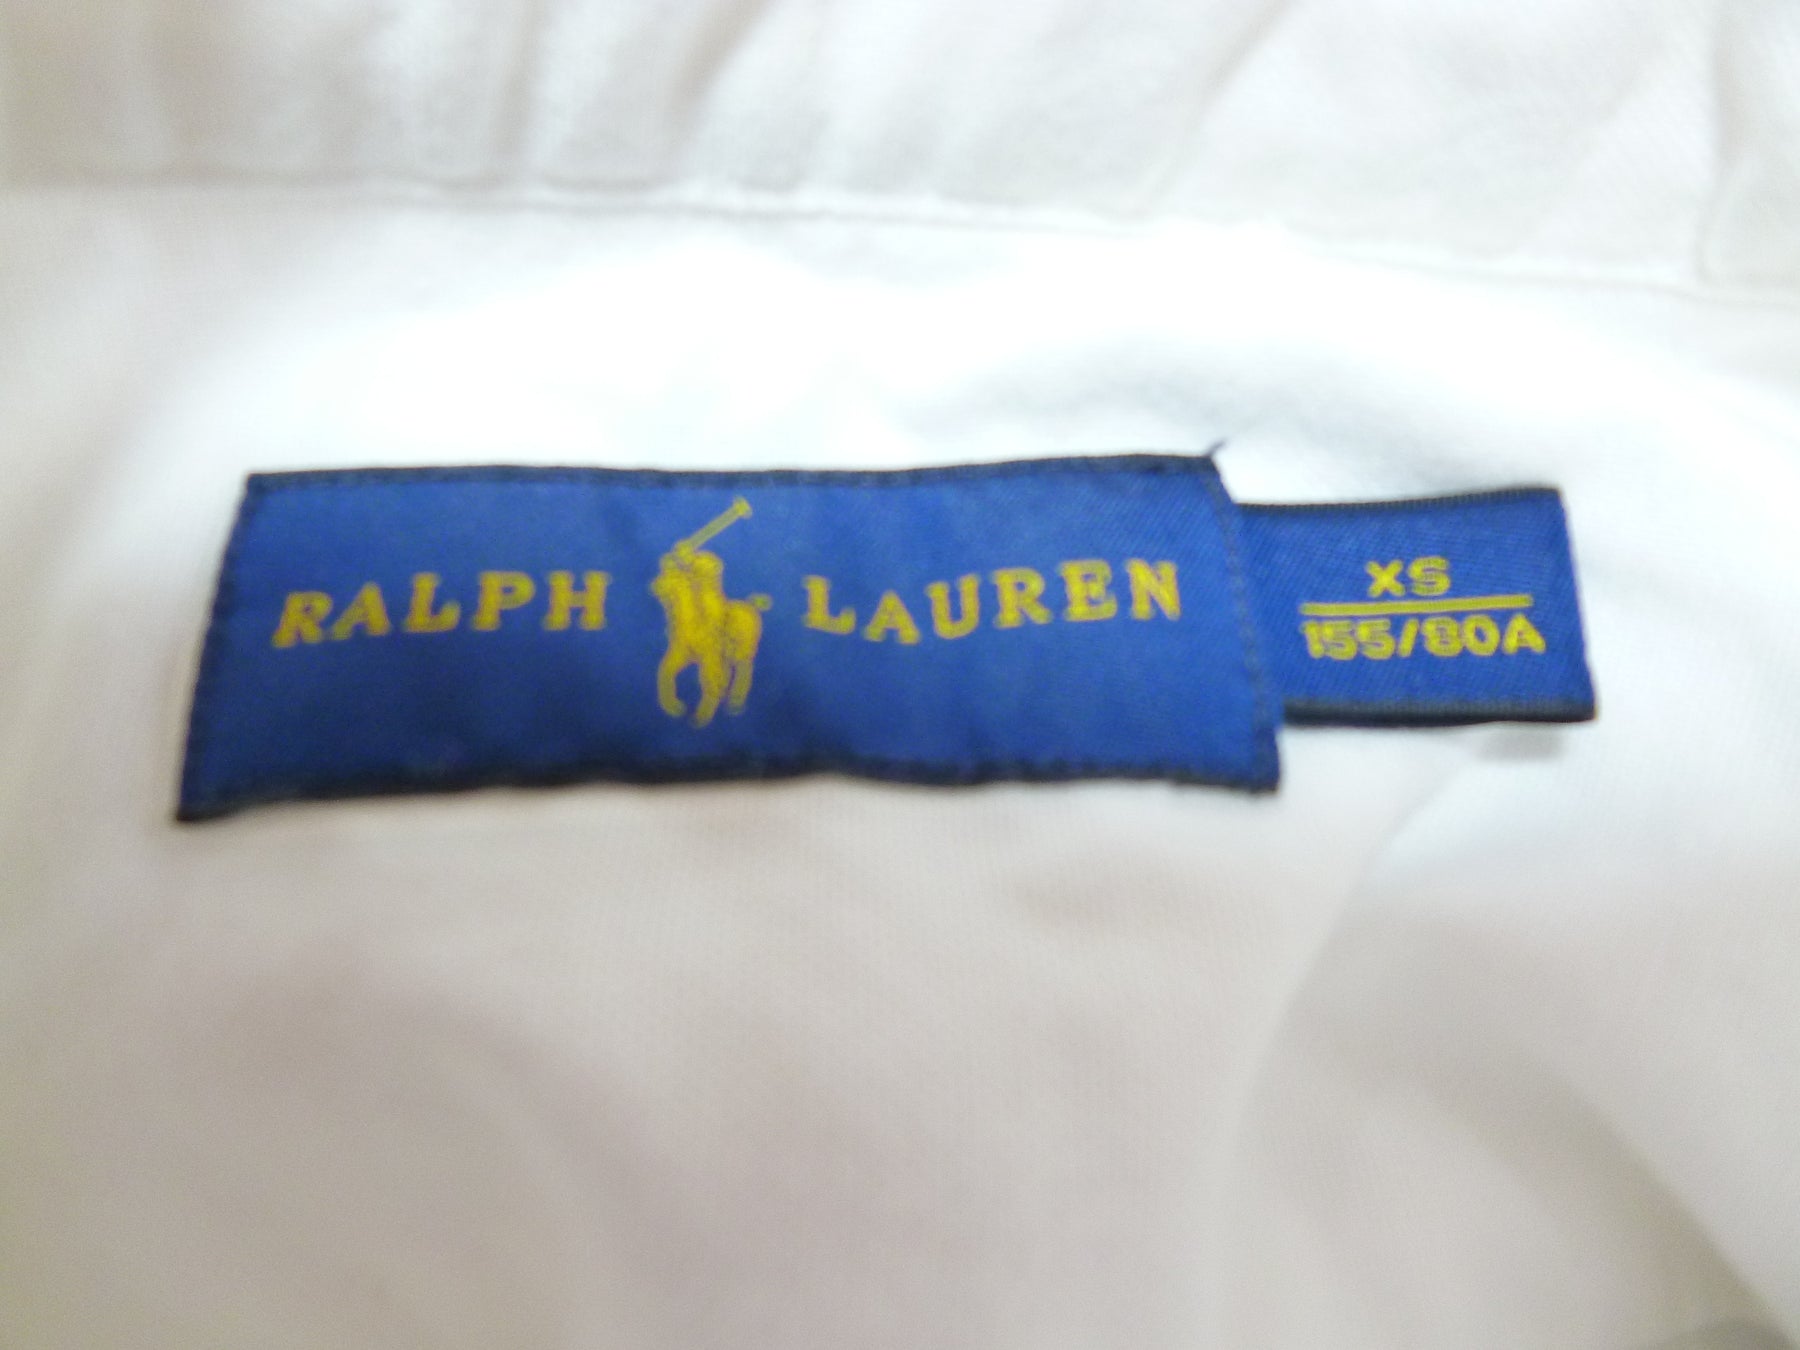 RALPH LAUREN
XS
155/80A